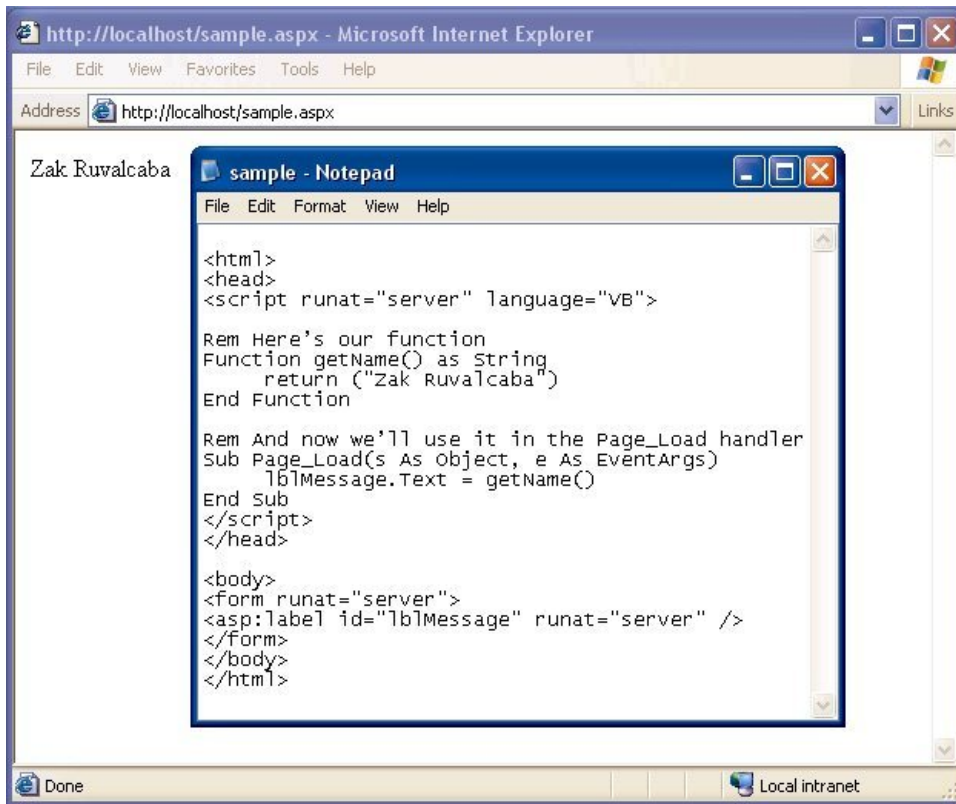 http://localhost/sample.aspx - Microsoft Internet Explorer
File Edit View Favorites Tools Help
Address http://localhost/sample.aspx Links
Zak Ruvalcaba
sample - Notepad
File Edit Format View Help
<html>
<head>
<script runat="server" language="VB">
Rem Here's our function
Function getName() as String
return ("Zak Ruvalcaba")
End Function
Rem And now we'll use it in the Page_Load handler
Sub Page_Load(s As Object, e As EventArgs)
lblMessage.Text = getName()
End Sub
</script>
</head>
<body>
<form runat="server">
<asp:label id="lblMessage" runat="server" />
</form>
</body>
</html>
Done Local intranet